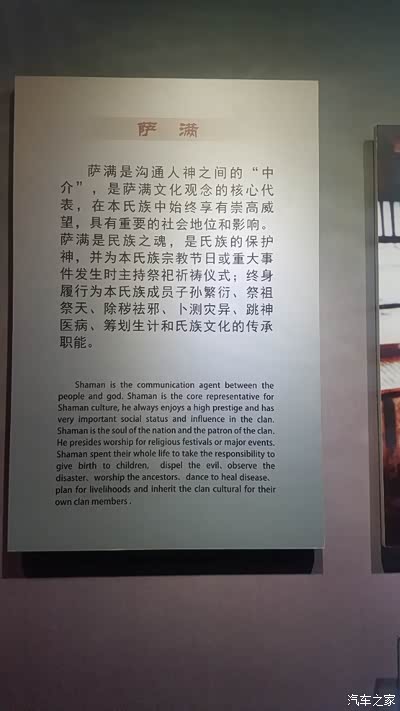 萨 满
萨满是沟通人神之间的“中
介”，是萨满文化观念的核心代
表，在本氏族中始终享有崇高威
望，具有重要的社会地位和影响。
萨满是民族之魂，是氏族的保护
神，并为本氏族宗教节日或重大事
件发生时主持祭祀祈祷仪式；终身
履行为本氏族成员子孙繁衍、祭祖
祭天、除秽祛邪、卜测灾异、跳神
医病、筹划生计和氏族文化的传承
职能。
Shaman is the communication agent between the
people and god. Shaman is the core representative for
Shaman culture, he always enjoys a high prestige and has
very important social status and influence in the clan.
Shaman is the soul of the nation and the patron of the clan.
He presides worship for religious festivals or major events.
Shaman spent their whole life to take the responsibility to
give birth to children, dispel the evil、observe the
disaster、worship the ancestors、dance to heal disease、
plan for livelihoods and inherit the clan cultural for their
own clan members .
汽车之家